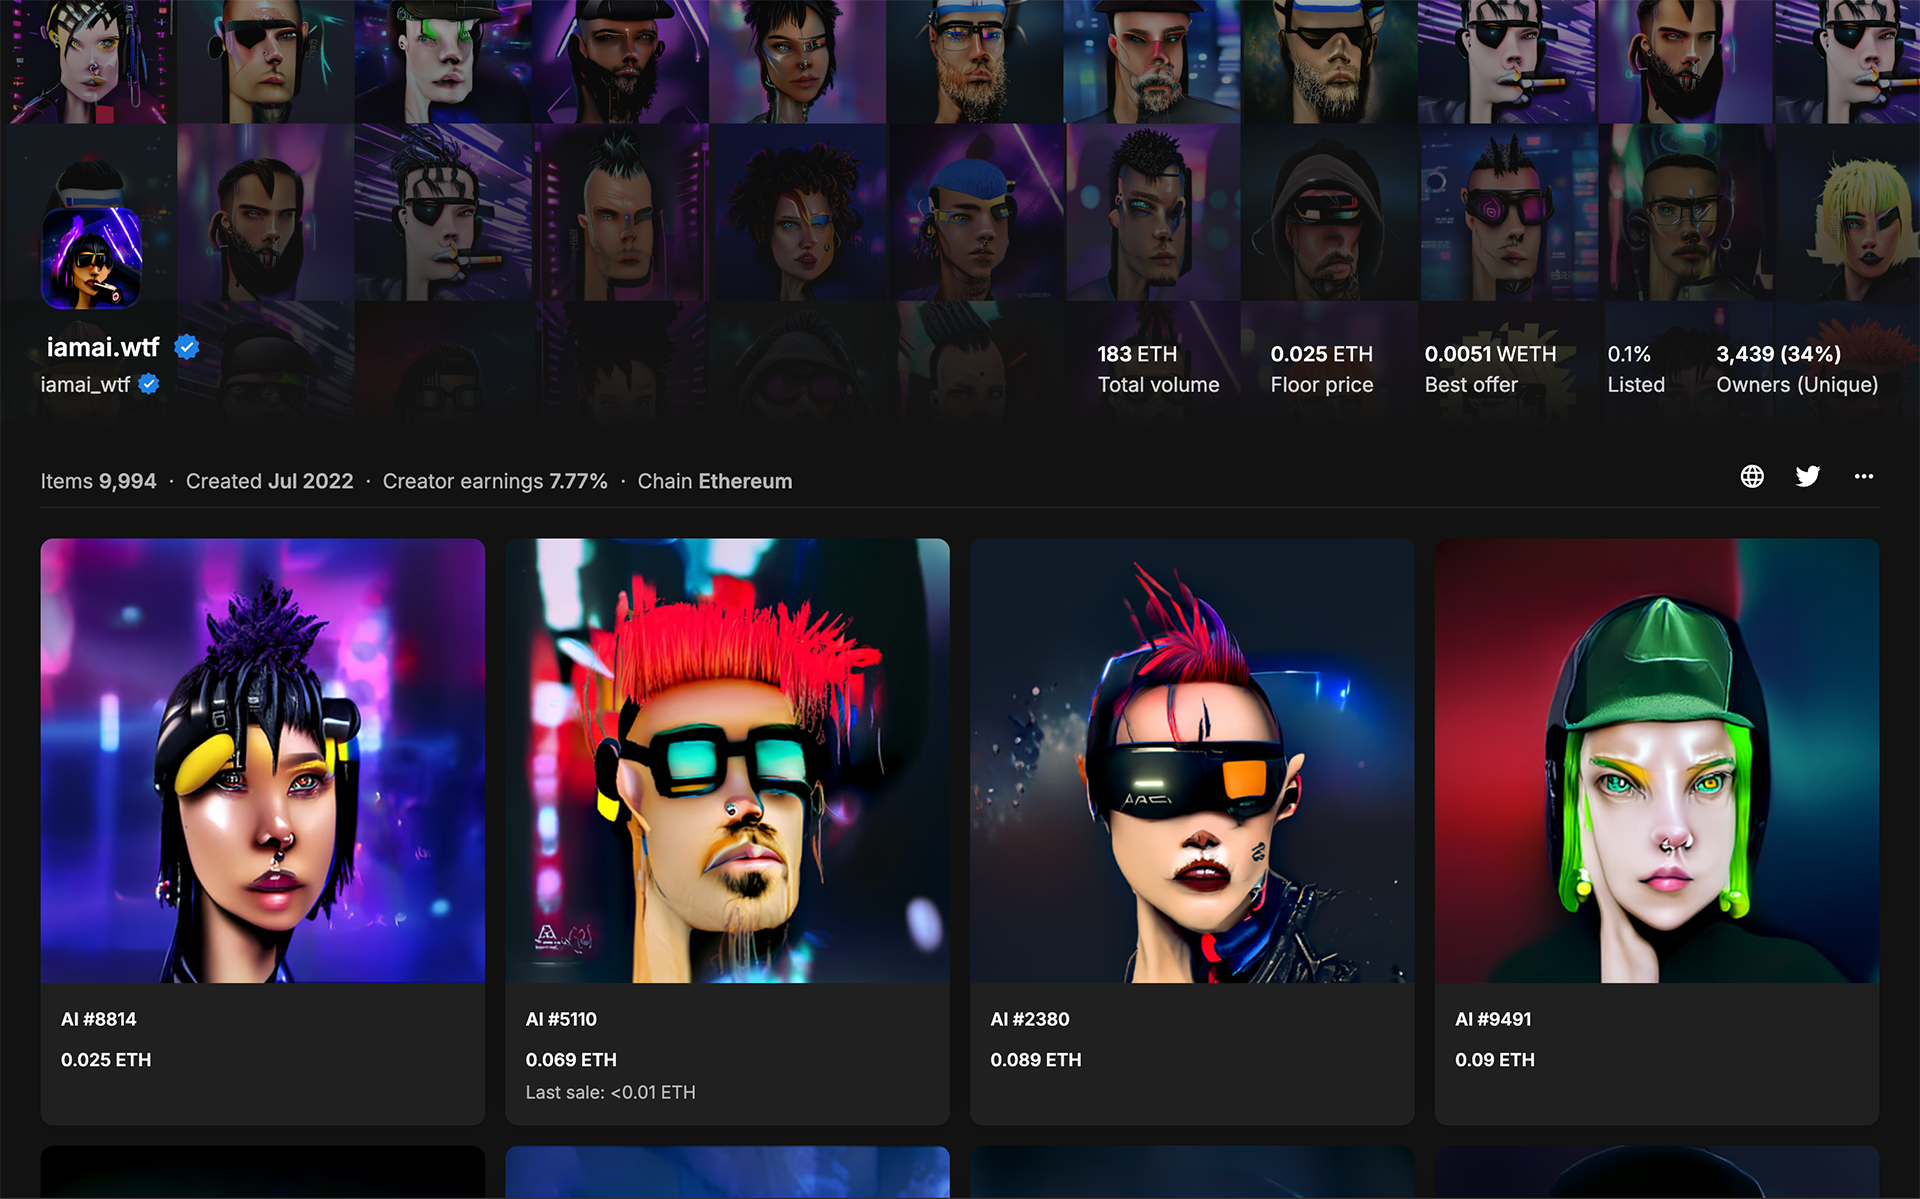 iamai.wtf
iamai_wtf
183 ETH
Total volume
0.025 ETH
Floor price
0.0051 WETH
Best offer
0.1%
Listed
3,439 (34%)
Owners (Unique)
Items 9,994 · Created Jul 2022 · Creator earnings 7.77% · Chain Ethereum
AI #8814
0.025 ETH
AI #5110
0.069 ETH
Last sale: <0.01 ETH
AI #2380
0.089 ETH
AI #9491
0.09 ETH